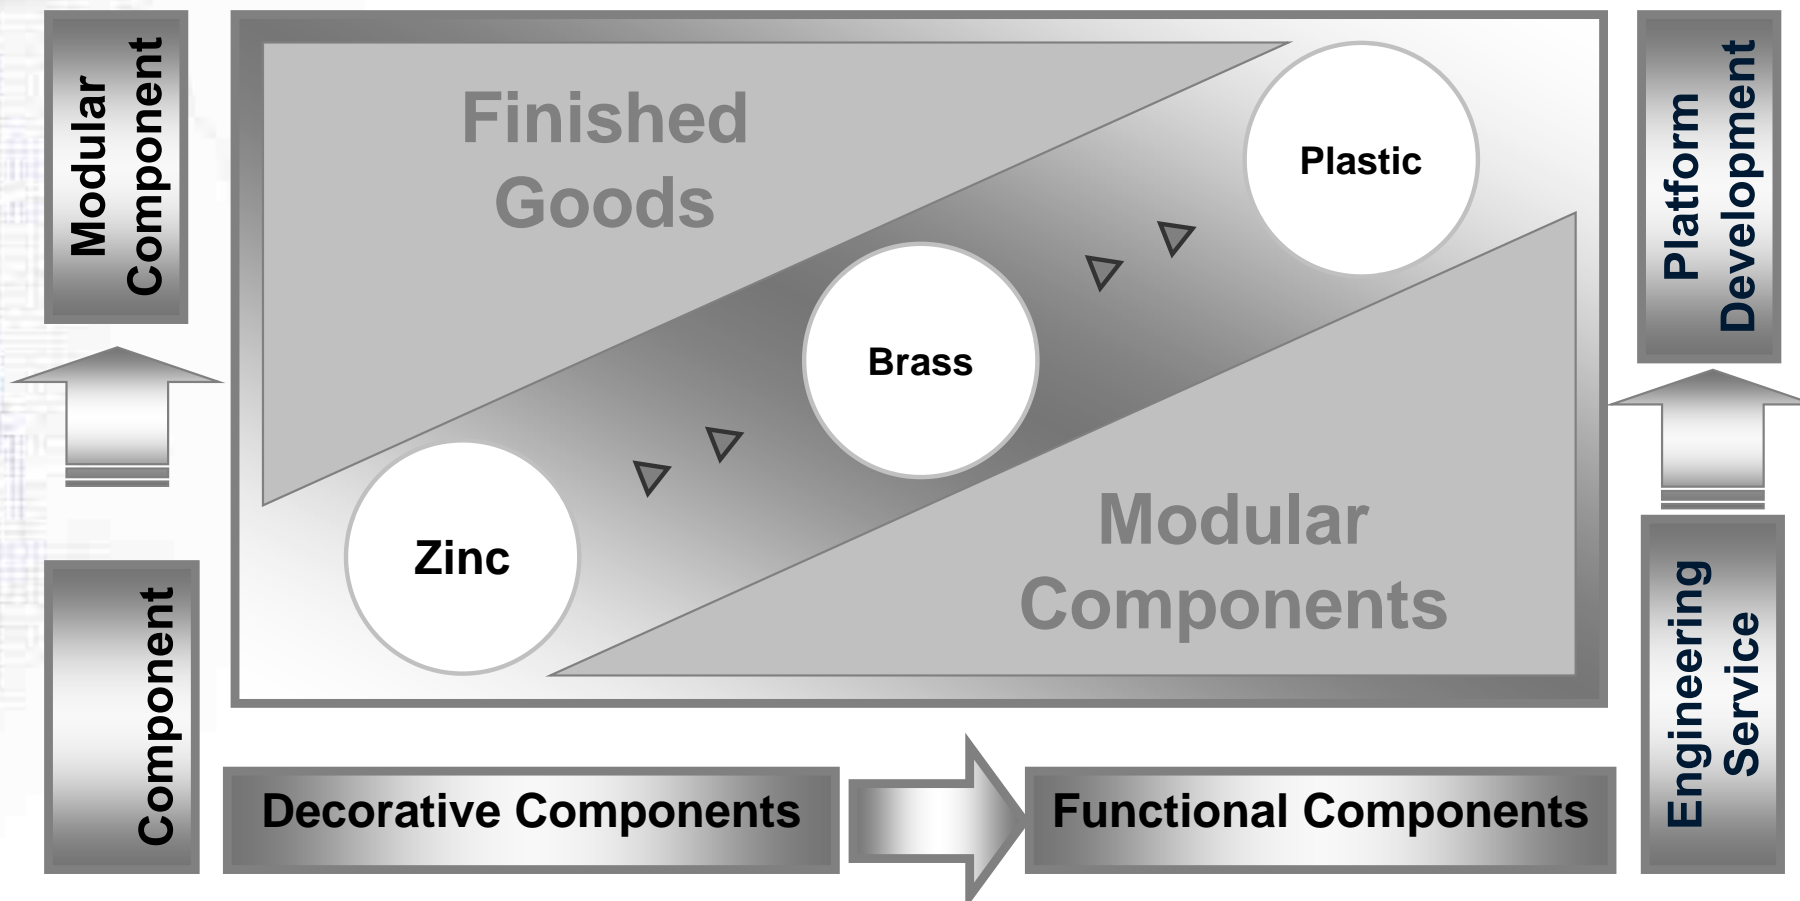 Modular
Component
Component
Finished
Goods
Plastic
Brass
Zinc
Modular
Components
Platform
Development
Engineering
Service
Decorative Components
Functional Components